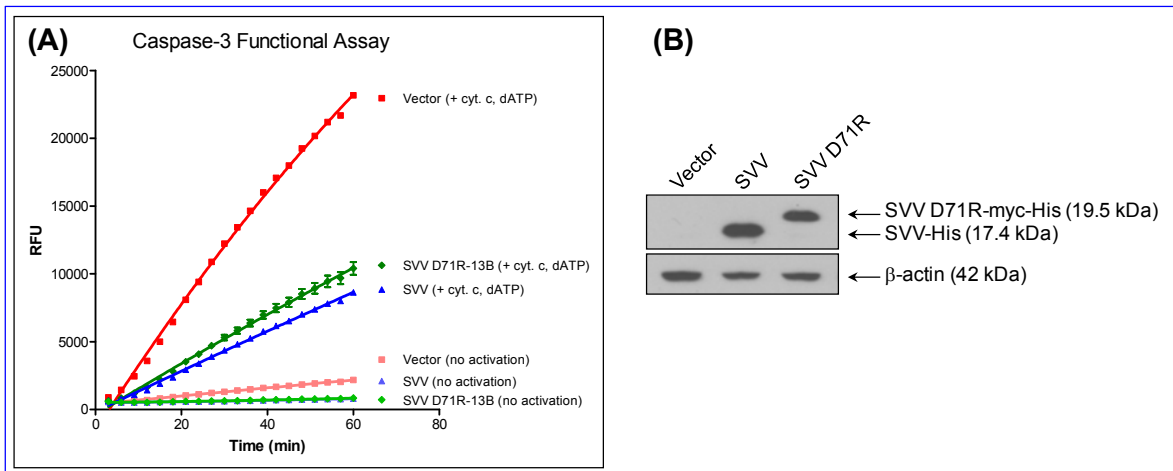 (A)
Caspase-3 Functional Assay
25000
20000
15000
10000
5000
0
RFU
0
20
40
60
80
Time (min)
Vector (+ cyt. c, dATP)
SVV D71R-13B (+ cyt. c, dATP)
SVV (+ cyt. c, dATP)
Vector (no activation)
SVV (no activation)
SVV D71R-13B (no activation)
(B)
Vector
SVV
SVV D71R
SVV D71R-myc-His (19.5 kDa)
SVV-His (17.4 kDa)
β-actin (42 kDa)